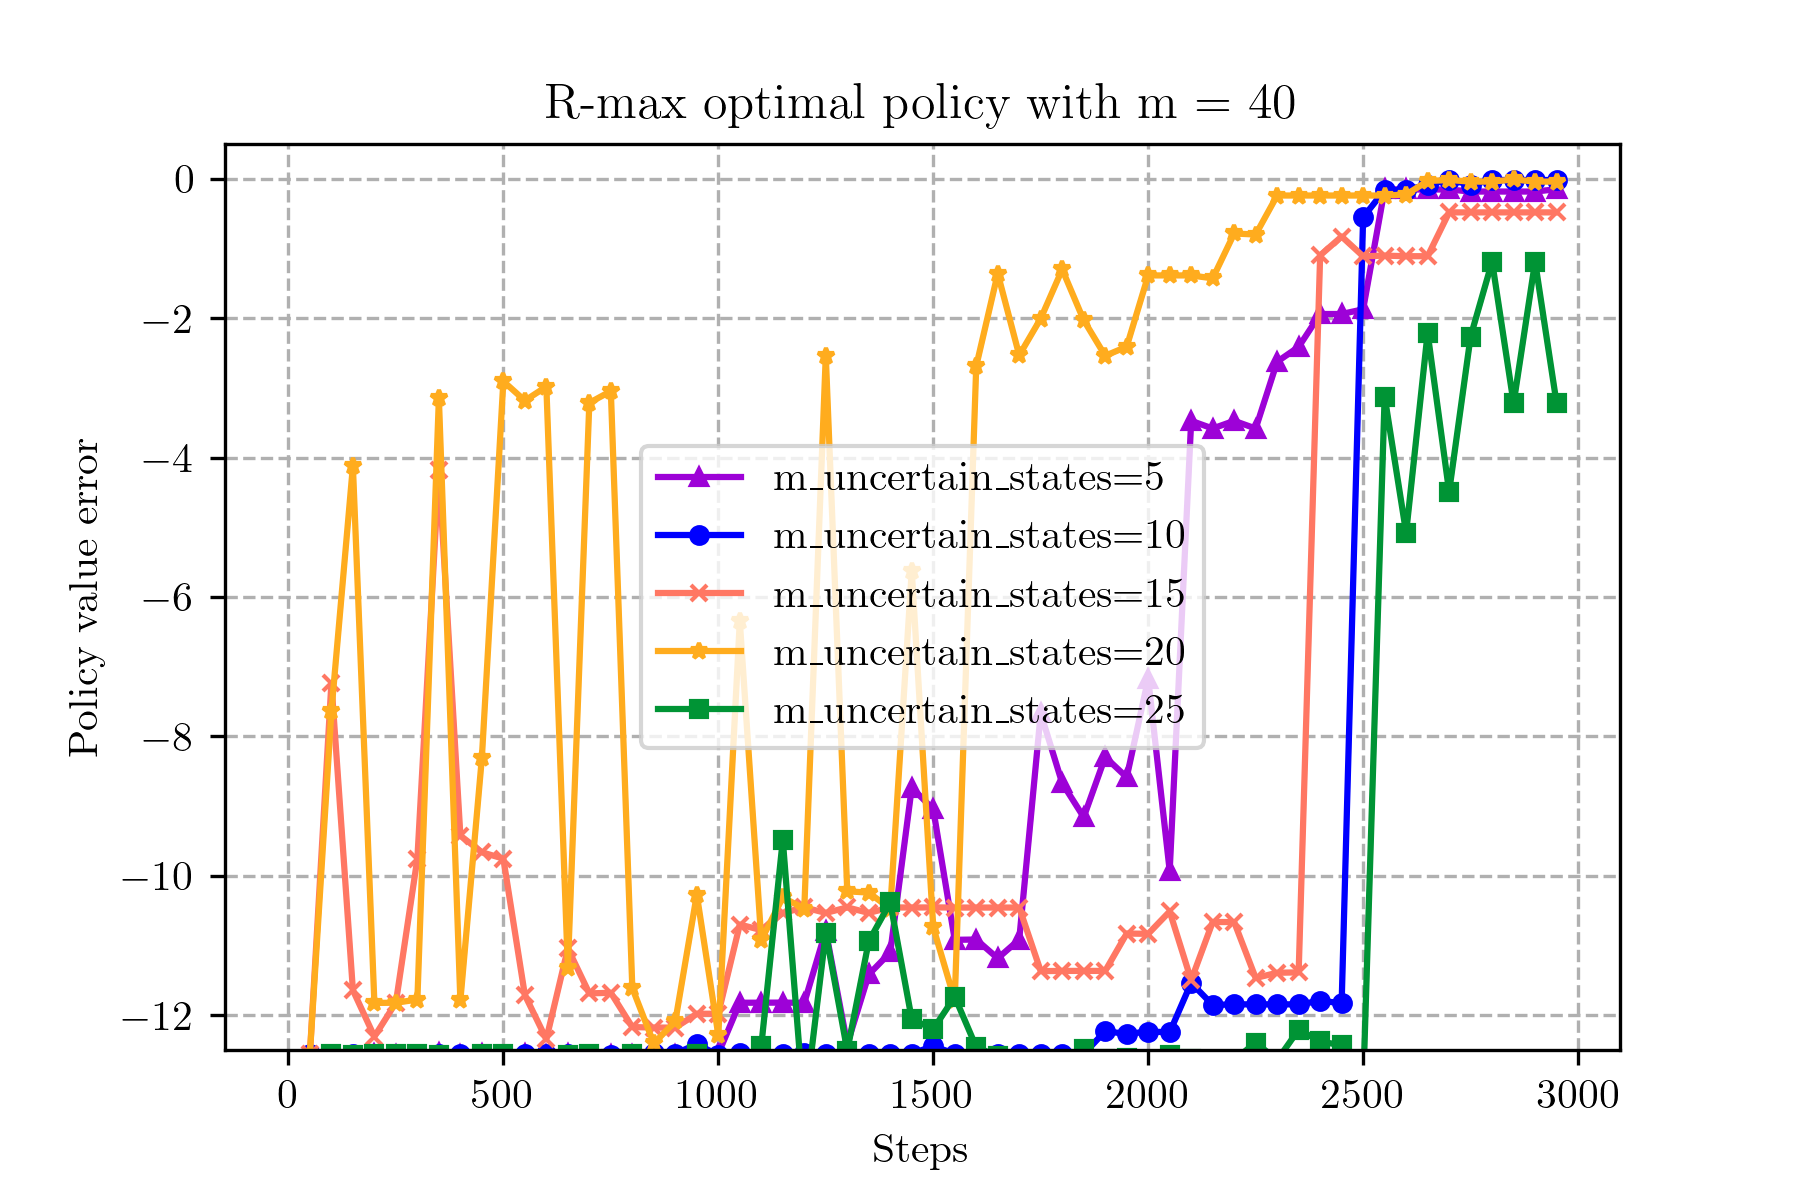 R-max optimal policy with m = 40
0
−2
−4
−6
−8
−10
−12
Policy value error
m_uncertain_states=5
m_uncertain_states=10
m_uncertain_states=15
m_uncertain_states=20
m_uncertain_states=25
0 500 1000 1500 2000 2500 3000
Steps